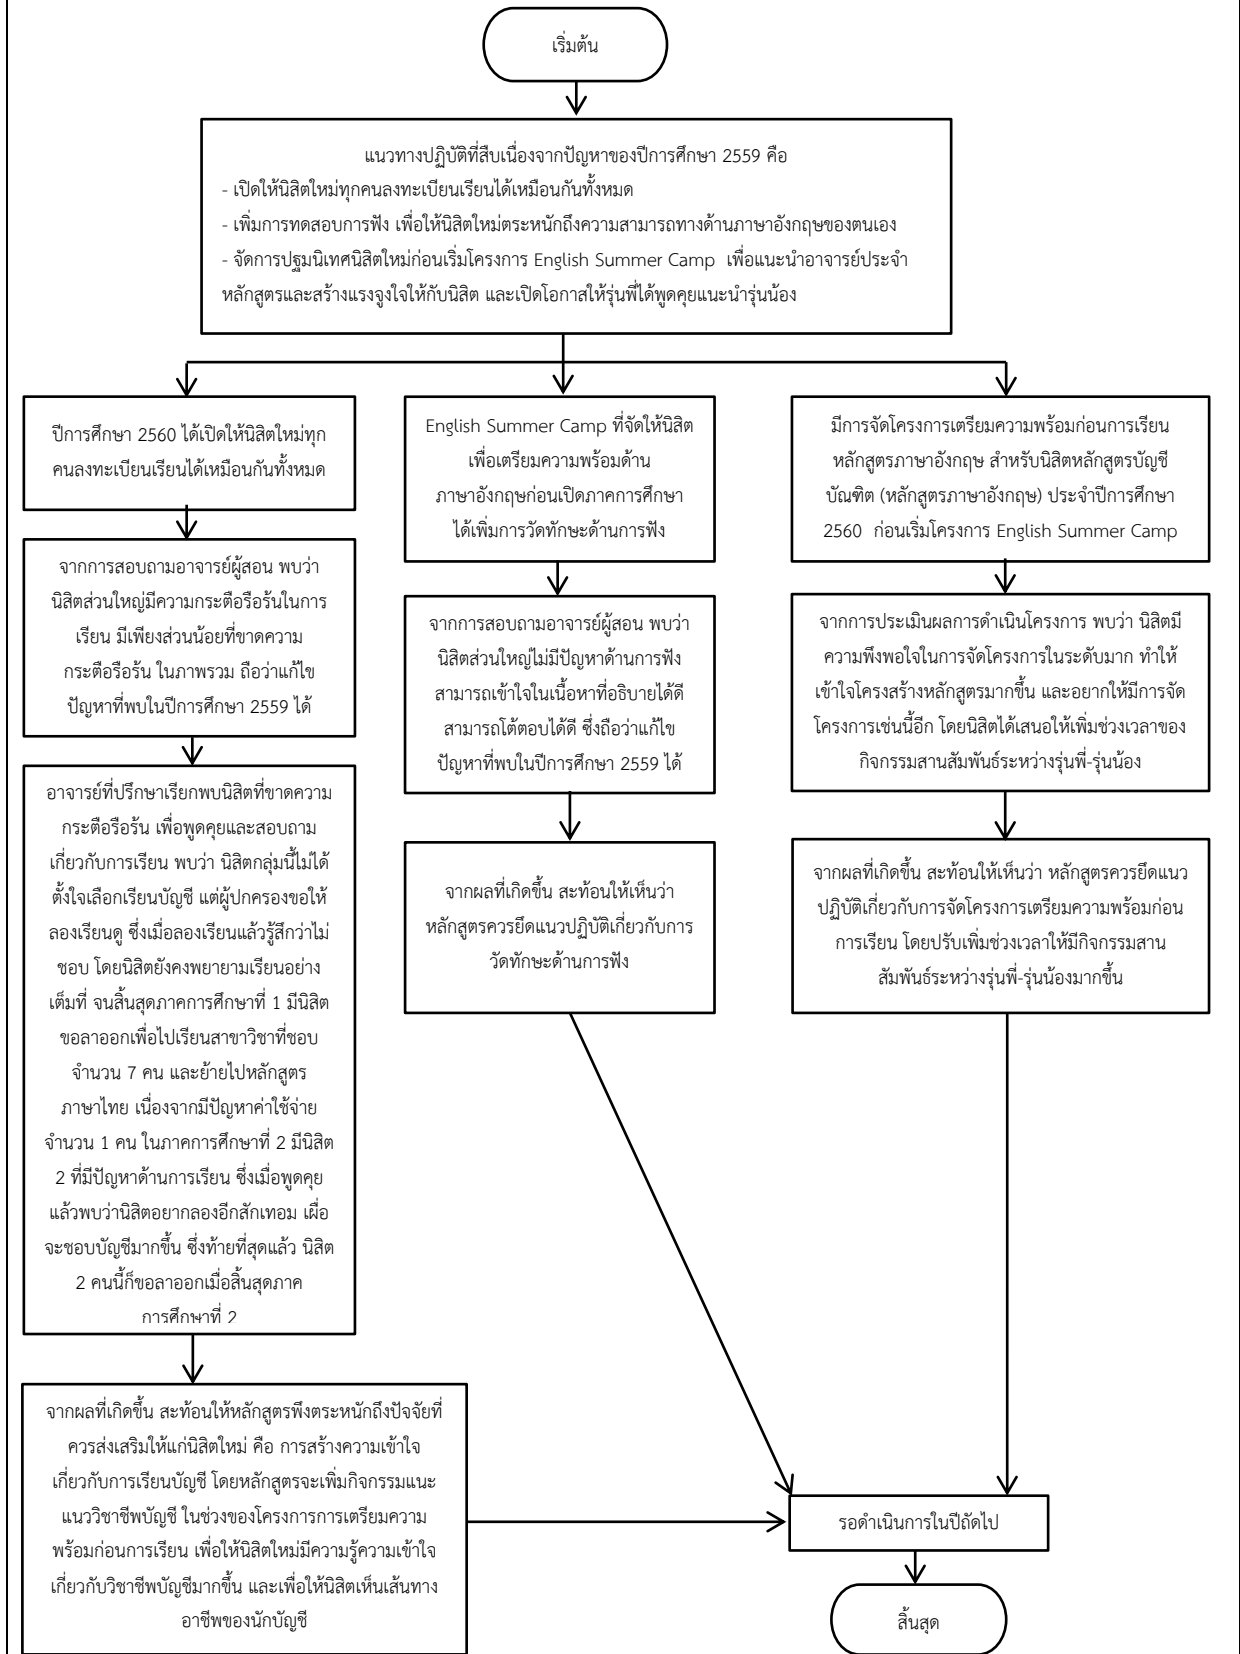 เริ่มต้น
แนวทางปฏิบัติที่สืบเนื่องจากปัญหาของปีการศึกษา 2559 คือ
- เปิดให้นิสิตใหม่ทุกคนลงทะเบียนเรียนได้เหมือนกันทั้งหมด
- เพิ่มการทดสอบการฟัง เพื่อให้นิสิตใหม่ตระหนักถึงความสามารถทางด้านภาษาอังกฤษของตนเอง
- จัดการปฐมนิเทศนิสิตใหม่ก่อนเริ่มโครงการ English Summer Camp เพื่อแนะนำอาจารย์ประจำ
หลักสูตรและสร้างแรงจูงใจให้กับนิสิต และเปิดโอกาสให้รุ่นพี่ได้พูดคุยแนะนำรุ่นน้อง
ปีการศึกษา 2560 ได้เปิดให้นิสิตใหม่ทุก
คนลงทะเบียนเรียนได้เหมือนกันทั้งหมด
จากการสอบถามอาจารย์ผู้สอน พบว่า
นิสิตส่วนใหญ่มีความกระตือรือร้นในการ
เรียน มีเพียงส่วนน้อยที่ขาดความ
กระตือรือร้น ในภาพรวม ถือว่าแก้ไข
ปัญหาที่พบในปีการศึกษา 2559 ได้
อาจารย์ที่ปรึกษาเรียกพบนิสิตที่ขาดความ
กระตือรือร้น เพื่อพูดคุยและสอบถาม
เกี่ยวกับการเรียน พบว่า นิสิตกลุ่มนี้ไม่ได้
ตั้งใจเลือกเรียนบัญชี แต่ผู้ปกครองขอให้
ลองเรียนดู ซึ่งเมื่อลองเรียนแล้วรู้สึกว่าไม่
ชอบ โดยนิสิตยังคงพยายามเรียนอย่าง
เต็มที่ จนสิ้นสุดภาคการศึกษาที่ 1 มีนิสิต
ขอลาออกเพื่อไปเรียนสาขาวิชาที่ชอบ
จำนวน 7 คน และย้ายไปหลักสูตร
ภาษาไทย เนื่องจากมีปัญหาค่าใช้จ่าย
จำนวน 1 คน ในภาคการศึกษาที่ 2 มีนิสิต
2 ที่มีปัญหาด้านการเรียน ซึ่งเมื่อพูดคุย
แล้วพบว่านิสิตอยากลองอีกสักเทอม เผื่อ
จะชอบบัญชีมากขึ้น ซึ่งท้ายที่สุดแล้ว นิสิต
2 คนนี้ก็ขอลาออกเมื่อสิ้นสุดภาค
การศึกษาที่ 2
จากผลที่เกิดขึ้น สะท้อนให้หลักสูตรพึงตระหนักถึงปัจจัยที่
ควรส่งเสริมให้แก่นิสิตใหม่ คือ การสร้างความเข้าใจ
เกี่ยวกับการเรียนบัญชี โดยหลักสูตรจะเพิ่มกิจกรรมแนะ
แนววิชาชีพบัญชี ในช่วงของโครงการการเตรียมความ
พร้อมก่อนการเรียน เพื่อให้นิสิตใหม่มีความรู้ความเข้าใจ
เกี่ยวกับวิชาชีพบัญชีมากขึ้น และเพื่อให้นิสิตเห็นเส้นทาง
อาชีพของนักบัญชี
English Summer Camp ที่จัดให้นิสิต
เพื่อเตรียมความพร้อมด้าน
ภาษาอังกฤษก่อนเปิดภาคการศึกษา
ได้เพิ่มการวัดทักษะด้านการฟัง
จากการสอบถามอาจารย์ผู้สอน พบว่า
นิสิตส่วนใหญ่ไม่มีปัญหาด้านการฟัง
สามารถเข้าใจในเนื้อหาที่อธิบายได้ดี
สามารถโต้ตอบได้ดี ซึ่งถือว่าแก้ไข
ปัญหาที่พบในปีการศึกษา 2559 ได้
จากผลที่เกิดขึ้น สะท้อนให้เห็นว่า
หลักสูตรควรยึดแนวปฏิบัติเกี่ยวกับการ
วัดทักษะด้านการฟัง
มีการจัดโครงการเตรียมความพร้อมก่อนการเรียน
หลักสูตรภาษาอังกฤษ สำหรับนิสิตหลักสูตรบัญชี
บัณฑิต (หลักสูตรภาษาอังกฤษ) ประจำปีการศึกษา
2560 ก่อนเริ่มโครงการ English Summer Camp
จากการประเมินผลการดำเนินโครงการ พบว่า นิสิตมี
ความพึงพอใจในการจัดโครงการในระดับมาก ทำให้
เข้าใจโครงสร้างหลักสูตรมากขึ้น และอยากให้มีการจัด
โครงการเช่นนี้อีก โดยนิสิตได้เสนอให้เพิ่มช่วงเวลาของ
กิจกรรมสานสัมพันธ์ระหว่างรุ่นพี่-รุ่นน้อง
จากผลที่เกิดขึ้น สะท้อนให้เห็นว่า หลักสูตรควรยึดแนว
ปฏิบัติเกี่ยวกับการจัดโครงการเตรียมความพร้อมก่อน
การเรียน โดยปรับเพิ่มช่วงเวลาให้มีกิจกรรมสาน
สัมพันธ์ระหว่างรุ่นพี่-รุ่นน้องมากขึ้น
รอดำเนินการในปีถัดไป
สิ้นสุด